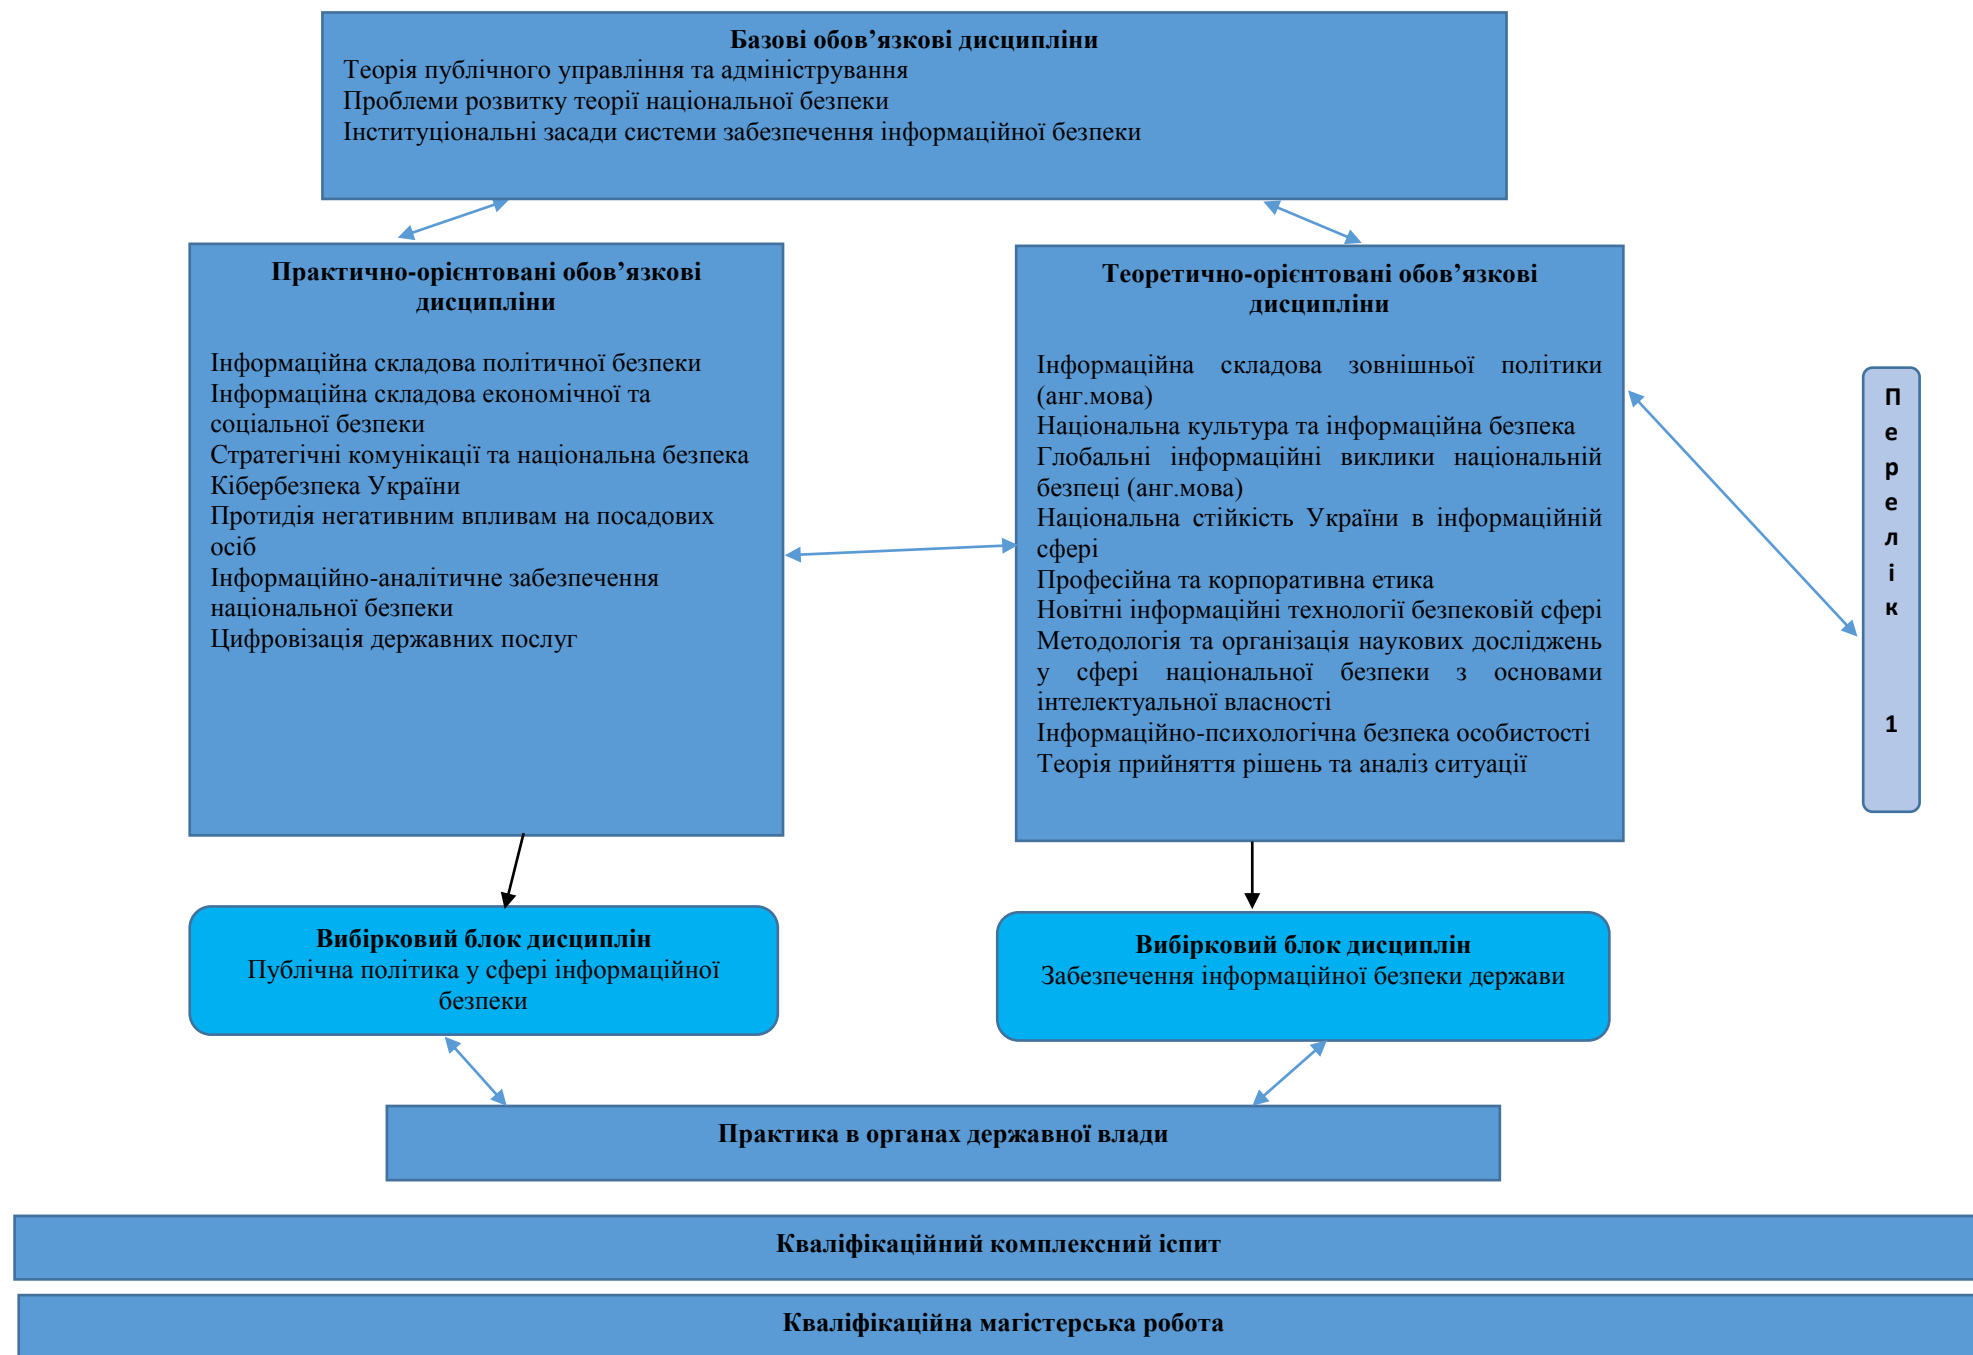 Базові обов’язкові дисципліни
Теорія публічного управління та адміністрування
Проблеми розвитку теорії національної безпеки
Інституціональні засади системи забезпечення інформаційної безпеки
Практично-орієнтовані обов’язкові
дисципліни
Інформаційна складова політичної безпеки
Інформаційна складова економічної та
соціальної безпеки
Стратегічні комунікації та національна безпека
Кібербезпека України
Протидія негативним впливам на посадових
осіб
Інформаційно-аналітичне забезпечення
національної безпеки
Цифровізація державних послуг
Теоретично-орієнтовані обов’язкові
дисципліни
Інформаційна складова зовнішньої політики
(анг.мова)
Національна культура та інформаційна безпека
Глобальні інформаційні виклики національній
безпеці (анг.мова)
Національна стійкість України в інформаційній
сфері
Професійна та корпоративна етика
Новітні інформаційні технології безпековій сфері
Методологія та організація наукових досліджень
у сфері національної безпеки з основами
інтелектуальної власності
Інформаційно-психологічна безпека особистості
Теорія прийняття рішень та аналіз ситуації
П
е
р
е
л
і
к
1
Вибірковий блок дисциплін
Публічна політика у сфері інформаційної
безпеки
Вибірковий блок дисциплін
Забезпечення інформаційної безпеки держави
Практика в органах державної влади
Кваліфікаційний комплексний іспит
Кваліфікаційна магістерська робота